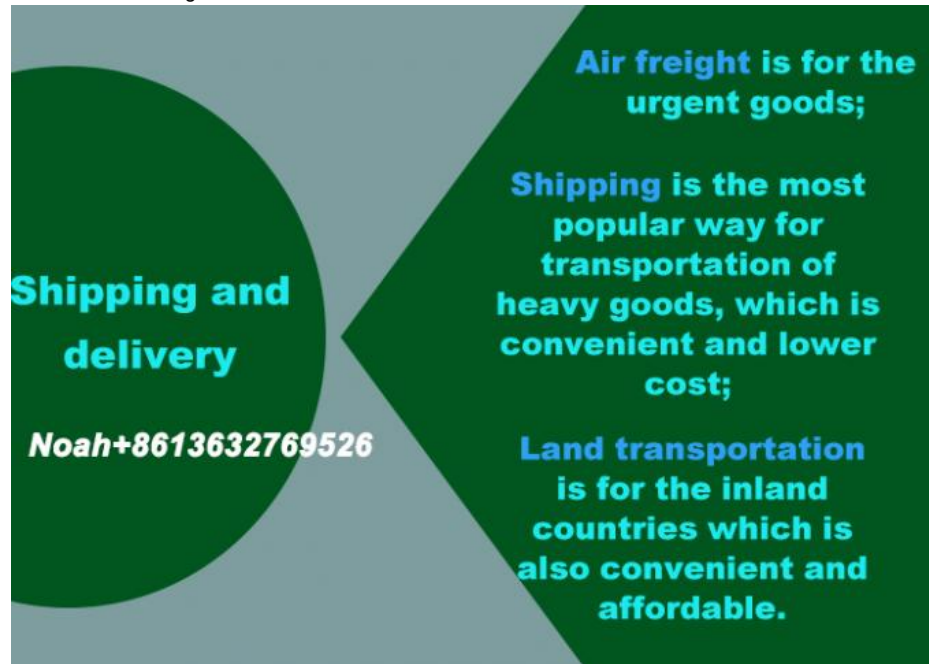 Shipping and
delivery
Noah+8613632769526
Air freight is for the
urgent goods;
Shipping is the most
popular way for
transportation of
heavy goods, which is
convenient and lower
cost;
Land transportation
is for the inland
countries which is
also convenient and
affordable.